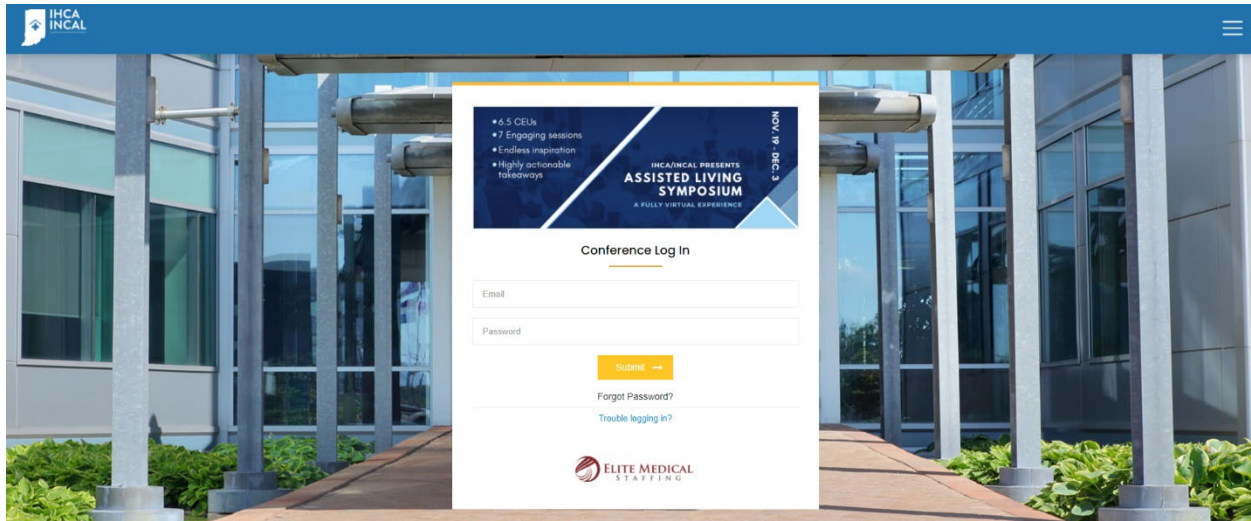 IHCA
INCAL
•6.5 CEUs
•7 Engaging sessions
•Endless inspiration
•Highly actionable
takeaways
NOV. 19 - DEC. 3
IHCA/INCAL PRESENTS
ASSISTED LIVING
SYMPOSIUM
A FULLY VIRTUAL EXPERIENCE
Conference Log In
Email
Password
Submit →
Forgot Password?
Trouble logging in?
ELITE MEDICAL
STAFFING